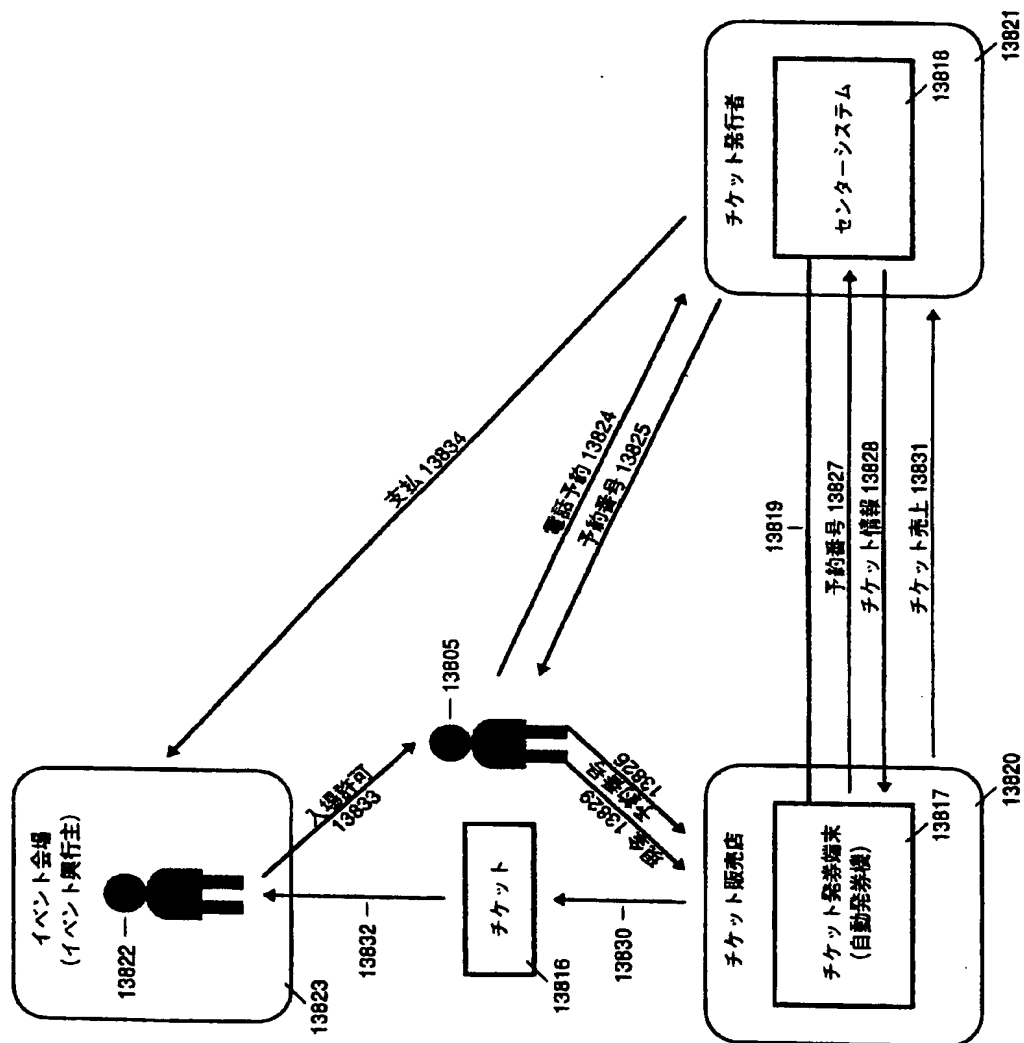 イベント会場
(イベント興行主)
13822
13823
入場許可
13833
13832
チケット
13816
13830
13805
支払 13834
電話予約 13824
予約番号 13825
現金 13829
予約番号
13826
チケット販売店
チケット発券端末
(自動発券機)
13817
13820
13819
予約番号 13827
チケット情報 13828
チケット売上 13831
チケット発行者
センターシステム
13818
13821